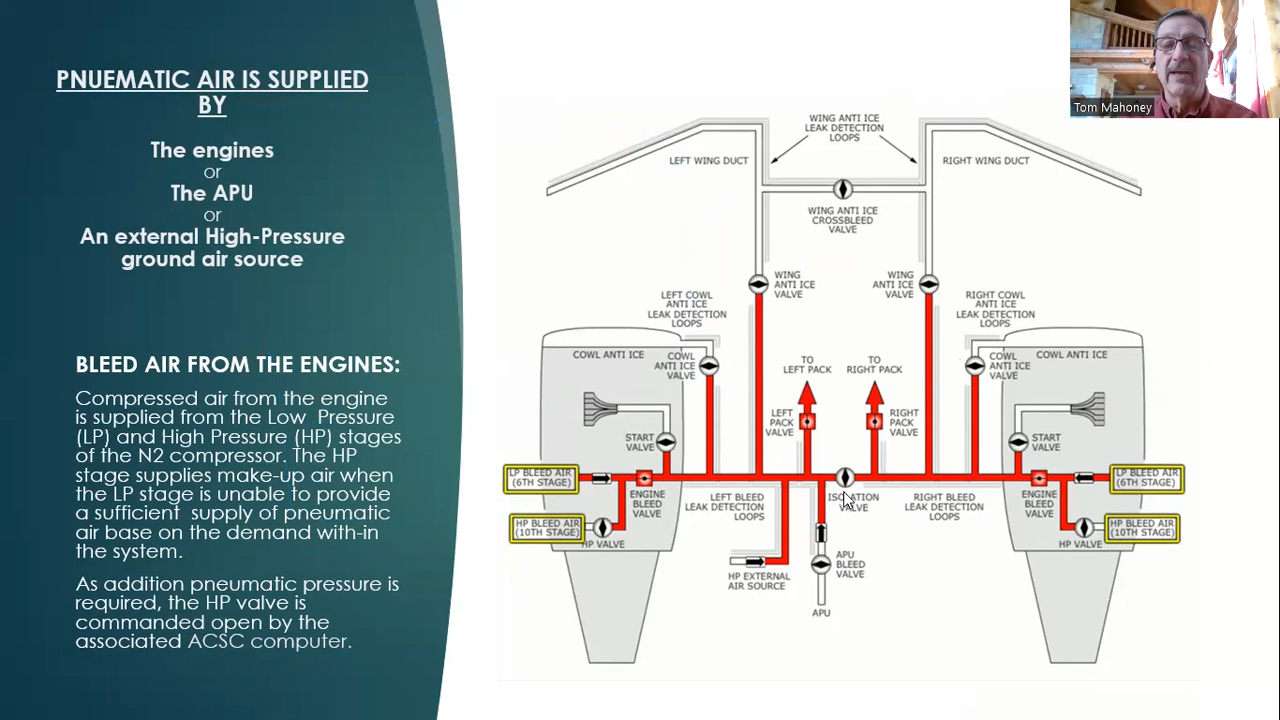 PNUEMATIC AIR IS SUPPLIED
BY
The engines
or
The APU
or
An external High-Pressure
ground air source
BLEED AIR FROM THE ENGINES:
Compressed air from the engine
is supplied from the Low Pressure
(LP) and High Pressure (HP) stages
of the N2 compressor. The HP
stage supplies make-up air when
the LP stage is unable to provide
a sufficient supply of pneumatic
air base on the demand with-in
the system.
As addition pneumatic pressure is
required, the HP valve is
commanded open by the
associated ACSC computer.
Tom Mahoney
WING ANTI ICE
LEAK DETECTION
LOOPS
LEFT WING DUCT
RIGHT WING DUCT
WING ANTI ICE
CROSSBLEED
VALVE
WING
ANTI ICE
VALVE
WING
ANTI ICE
VALVE
LEFT COWL
ANTI ICE
LEAK DETECTION
LOOPS
RIGHT COWL
ANTI ICE
LEAK DETECTION
LOOPS
COWL ANTI ICE
COWL
ANTI ICE
VALVE
TO
LEFT PACK
TO
RIGHT PACK
COWL
ANTI ICE
VALVE
COWL ANTI ICE
LEFT
PACK
VALVE
RIGHT
PACK
VALVE
START
VALVE
START
VALVE
LP BLEED AIR
(6TH STAGE)
LP BLEED AIR
(6TH STAGE)
ENGINE
BLEED
VALVE
LEFT BLEED
LEAK DETECTION
LOOPS
ISOLATION
VALVE
RIGHT BLEED
LEAK DETECTION
LOOPS
ENGINE
BLEED
VALVE
HP BLEED AIR
(10TH STAGE)
HP VALVE
HP BLEED AIR
(10TH STAGE)
HP VALVE
HP EXTERNAL
AIR SOURCE
APU
BLEED
VALVE
APU